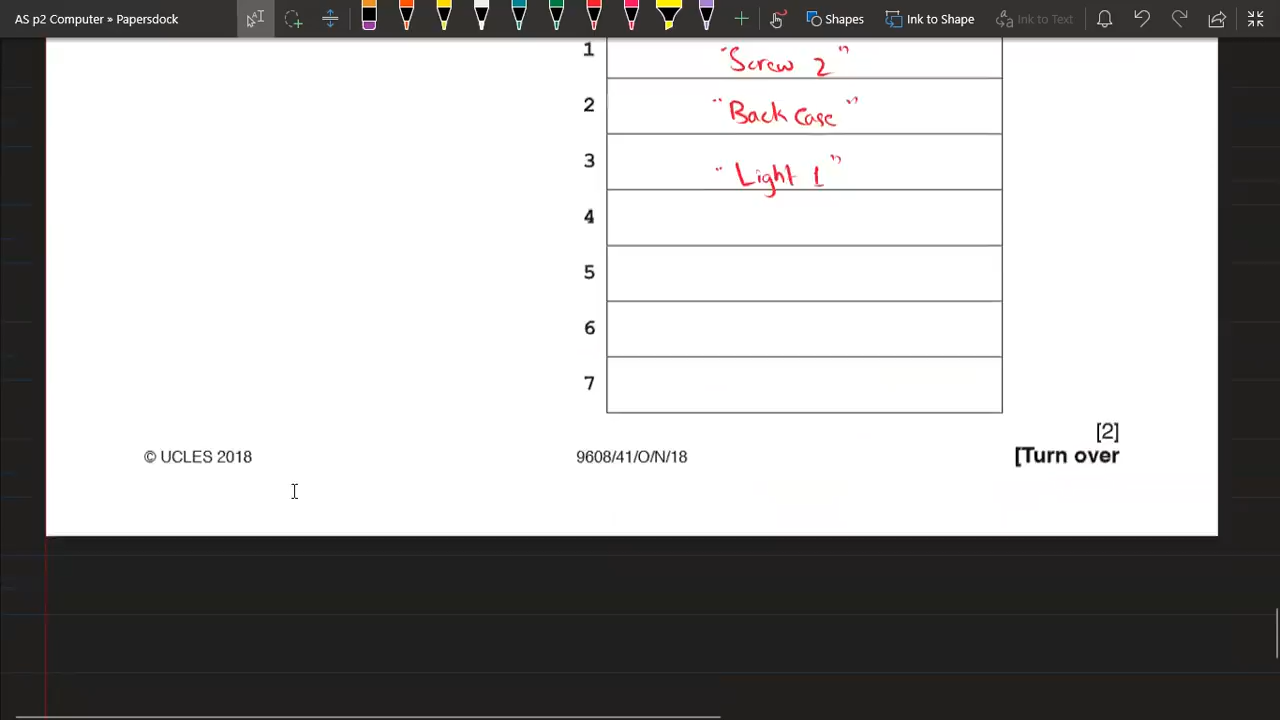 AS p2 Computer » Papersdock
Shapes
Ink to Shape
Ink to Text
1 "Screw 2"
2 "Back Case"
3 "Light 1"
4
5
6
7
[2]
© UCLES 2018 9608/41/O/N/18 [Turn over